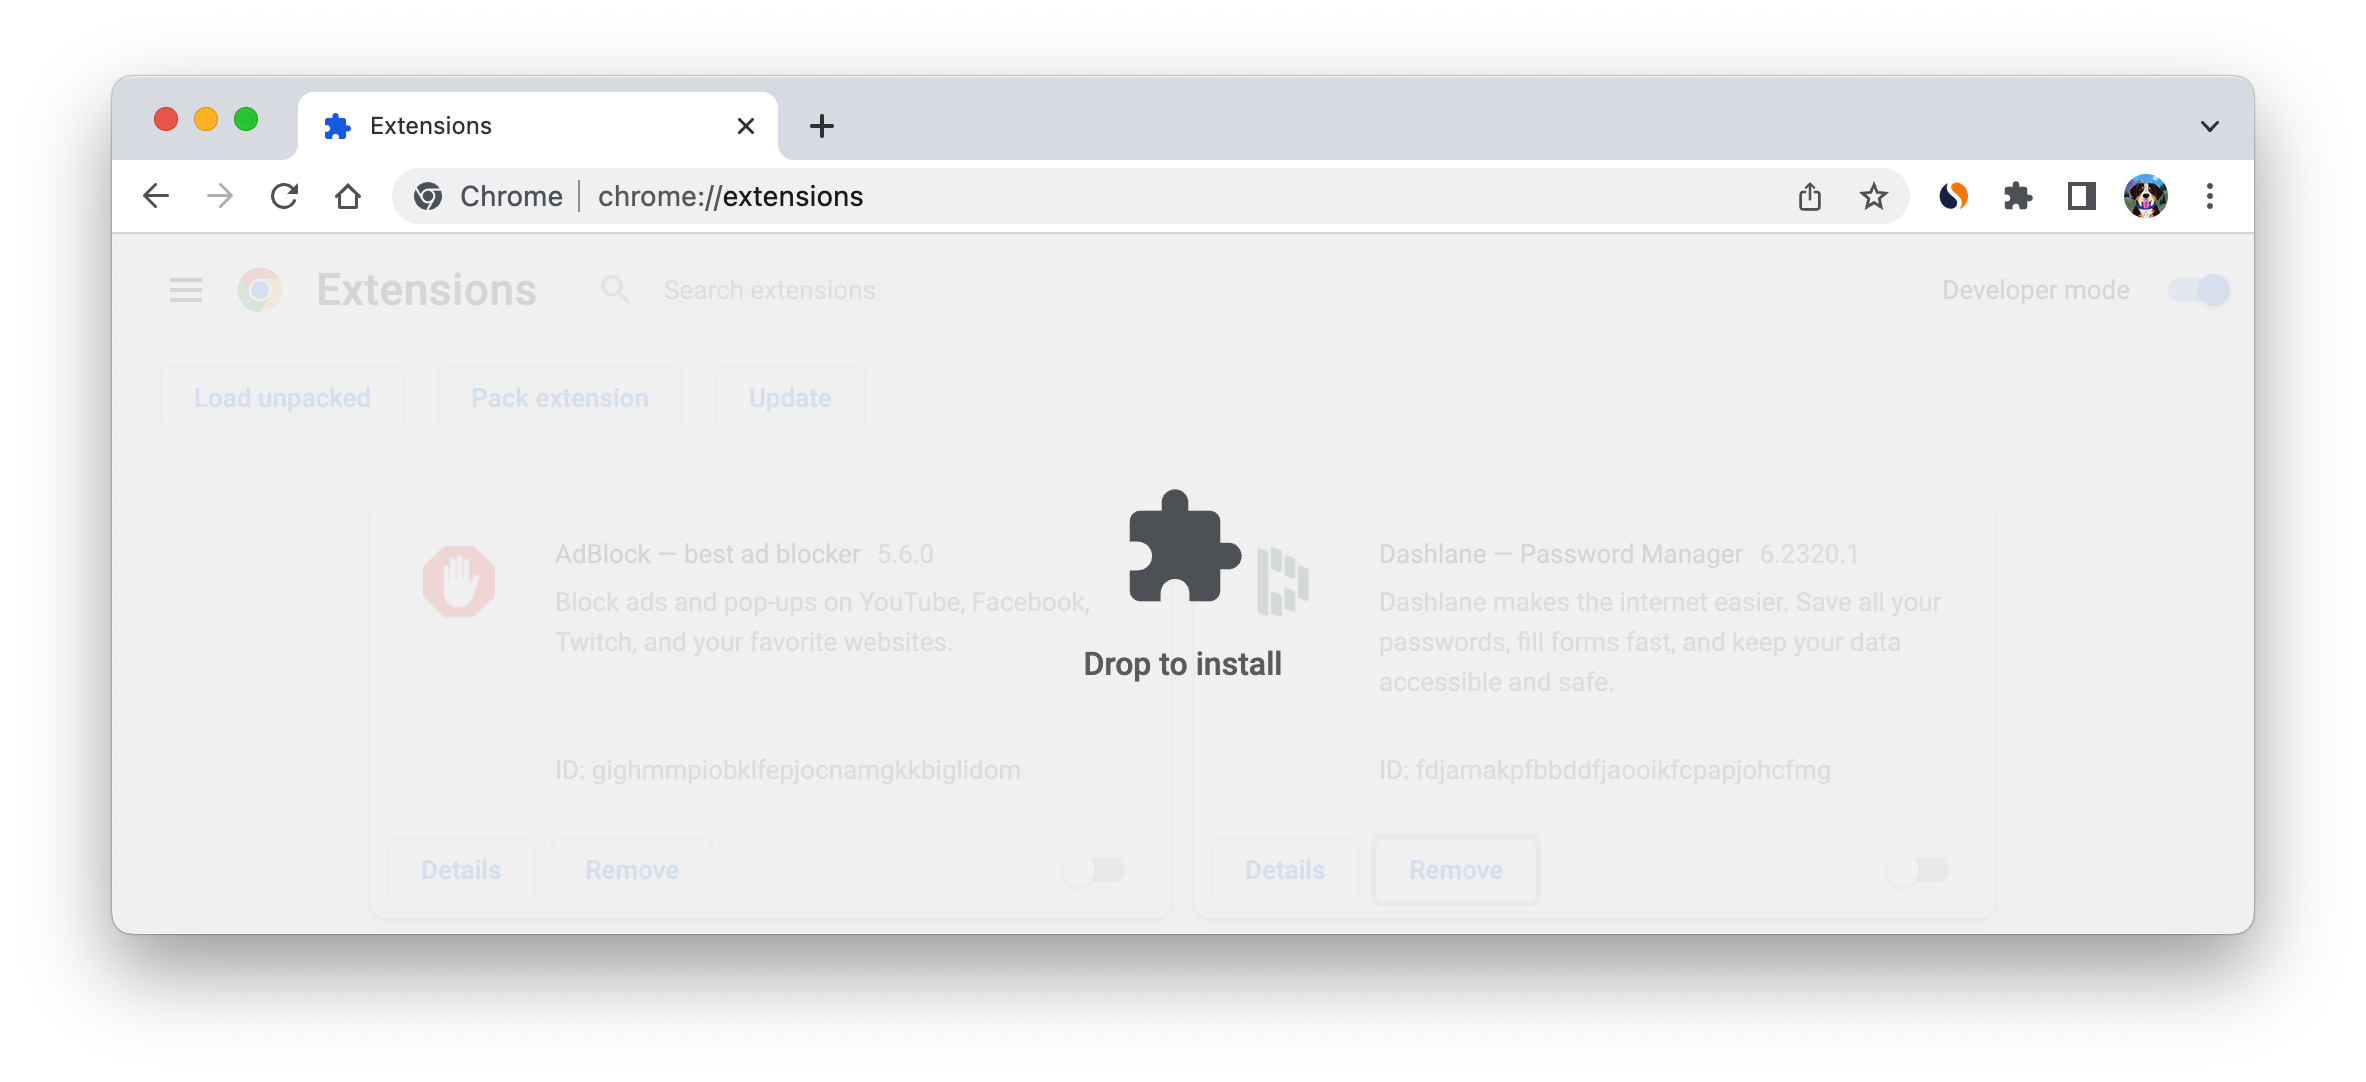 Extensions
Chrome chrome://extensions
Extensions Search extensions Developer mode
Load unpacked Pack extension Update
AdBlock — best ad blocker 5.6.0
Block ads and pop-ups on YouTube, Facebook,
Twitch, and your favorite websites.
ID: gighmmpiobklfepjocnamgkkbiglidom
Details Remove
Drop to install
Dashlane — Password Manager 6.2320.1
Dashlane makes the internet easier. Save all your
passwords, fill forms fast, and keep your data
accessible and safe.
ID: fdjamakpfbbddfjaooikfcpapjohcfmg
Details Remove